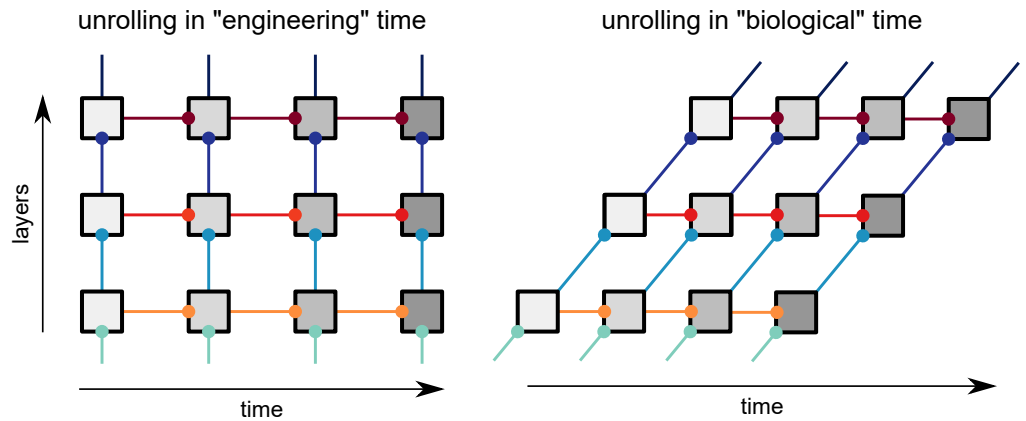 unrolling in "engineering" time
unrolling in "biological" time
layers
time
time